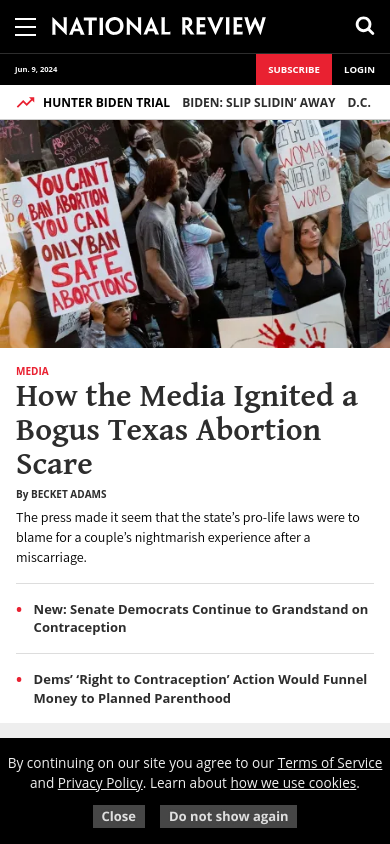 NATIONAL REVIEW
Jun. 9, 2024
SUBSCRIBE
LOGIN
HUNTER BIDEN TRIAL BIDEN: SLIP SLIDIN’ AWAY D.C.
YOU CAN'T
BAN ABORTION
YOU CAN
ONLY BAN
SAFE
ABORTIONS
I'M A
WOMAN
NOT A
WOMB
MEDIA
How the Media Ignited a
Bogus Texas Abortion
Scare
By BECKET ADAMS
The press made it seem that the state’s pro-life laws were to
blame for a couple’s nightmarish experience after a
miscarriage.
• New: Senate Democrats Continue to Grandstand on
Contraception
• Dems’ ‘Right to Contraception’ Action Would Funnel
Money to Planned Parenthood
By continuing on our site you agree to our Terms of Service
and Privacy Policy. Learn about how we use cookies.
Close
Do not show again